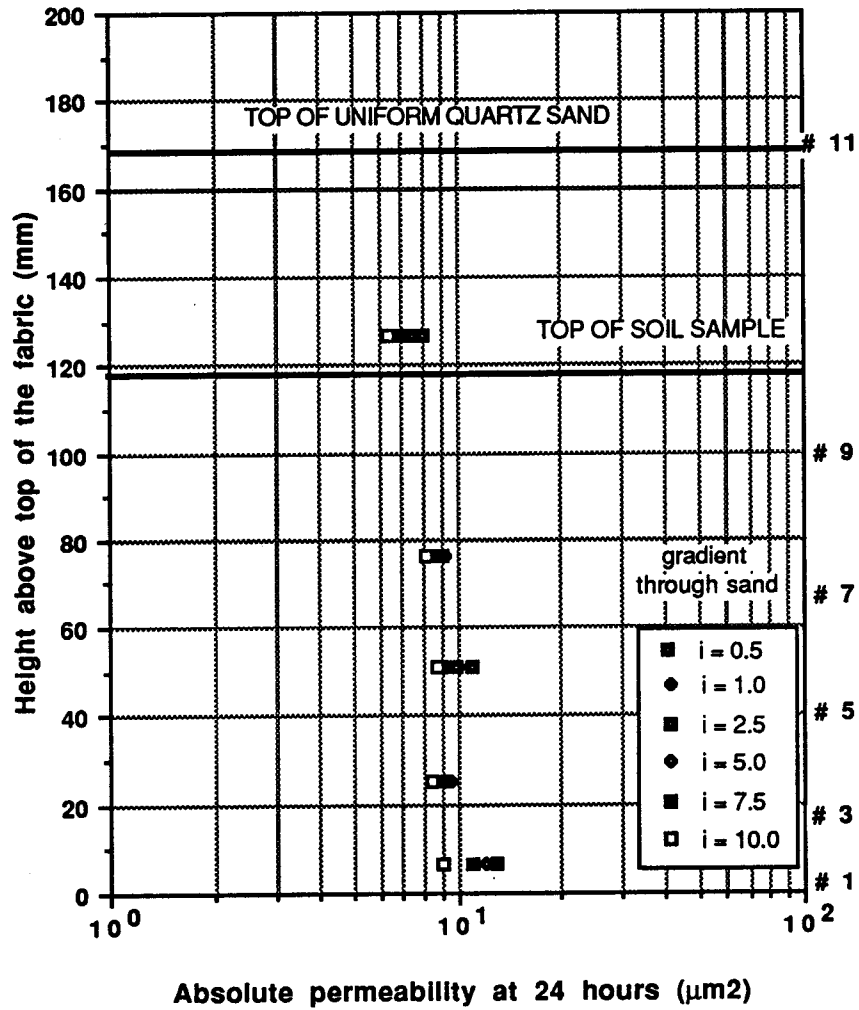 200
180
TOP OF UNIFORM QUARTZ SAND
# 11
160
140
TOP OF SOIL SAMPLE
120
100
# 9
80
gradient
through sand
# 7
60
i = 0.5
i = 1.0
40
# 5
i = 2.5
i = 5.0
20
# 3
i = 7.5
i = 10.0
0
# 1
10 0
10 1
10 2
Height above top of the fabric (mm)
Absolute permeability at 24 hours (µm2)